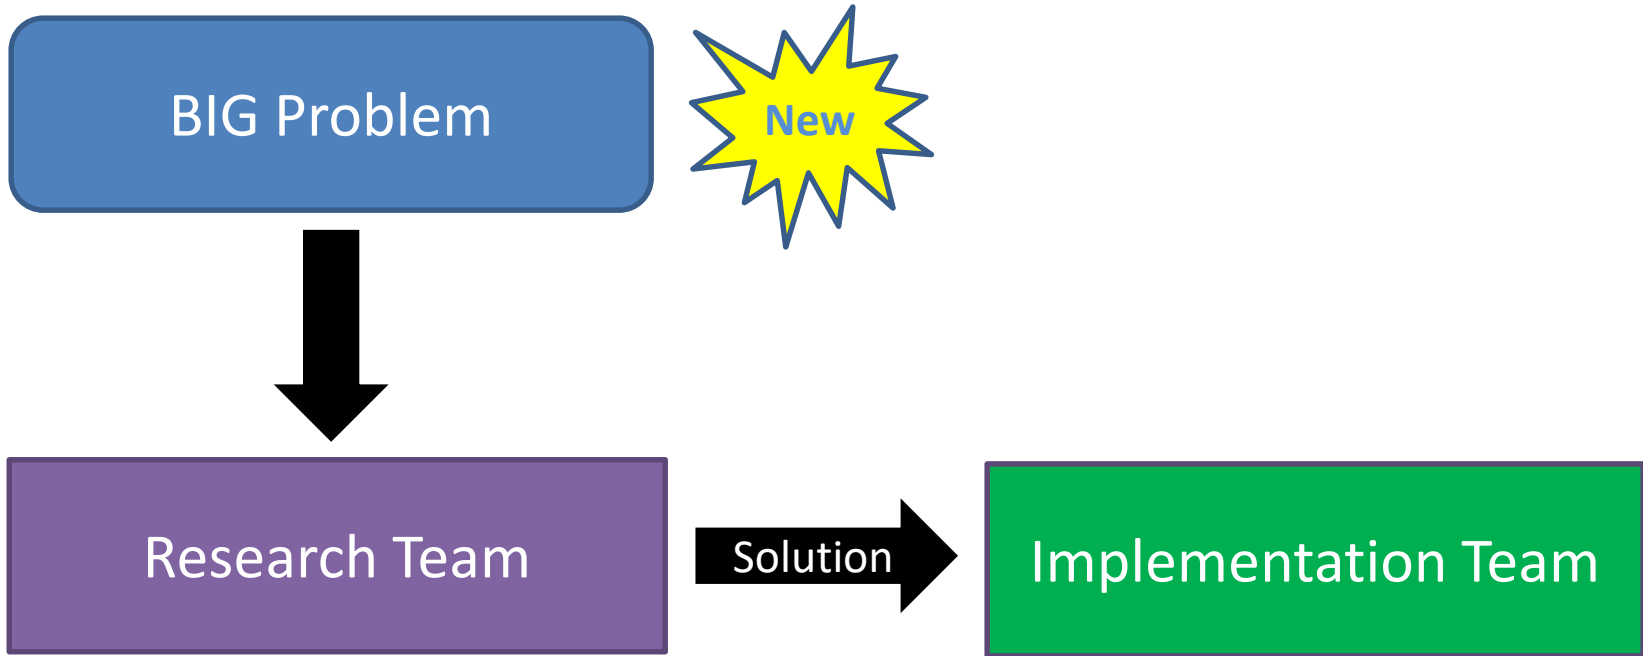 BIG Problem
New
Research Team
Solution
Implementation Team